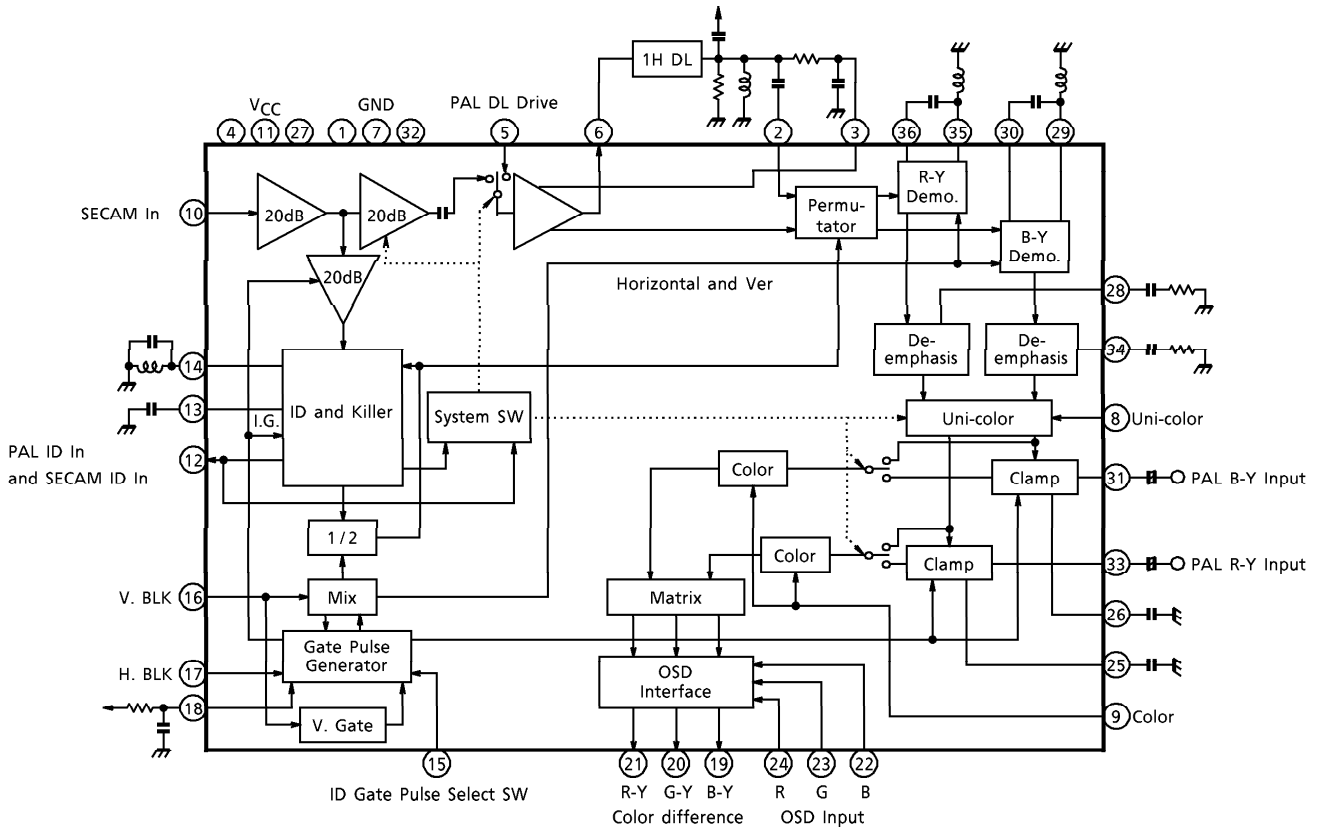 1H DL
VCC GND PAL DL Drive
4 11 27 1 7 32 5 6 2 3 36 35 30 29
SECAM In 10 20dB 20dB
R-Y Demo.
Permu-tator
B-Y Demo.
20dB
Horizontal and Ver
28
14
De-emphasis
De-emphasis
34
13
I.G.
ID and Killer
System SW
Uni-color
8 Uni-color
PAL ID In
and SECAM ID In
12
Color
Clamp
31 PAL B-Y Input
1/2
Color
Clamp
33 PAL R-Y Input
V. BLK 16
Mix
Matrix
26
Gate Pulse
Generator
H. BLK 17
OSD
Interface
25
18
V. Gate
9 Color
15 21 20 19 24 23 22
ID Gate Pulse Select SW
R-Y G-Y B-Y R G B
Color difference OSD Input